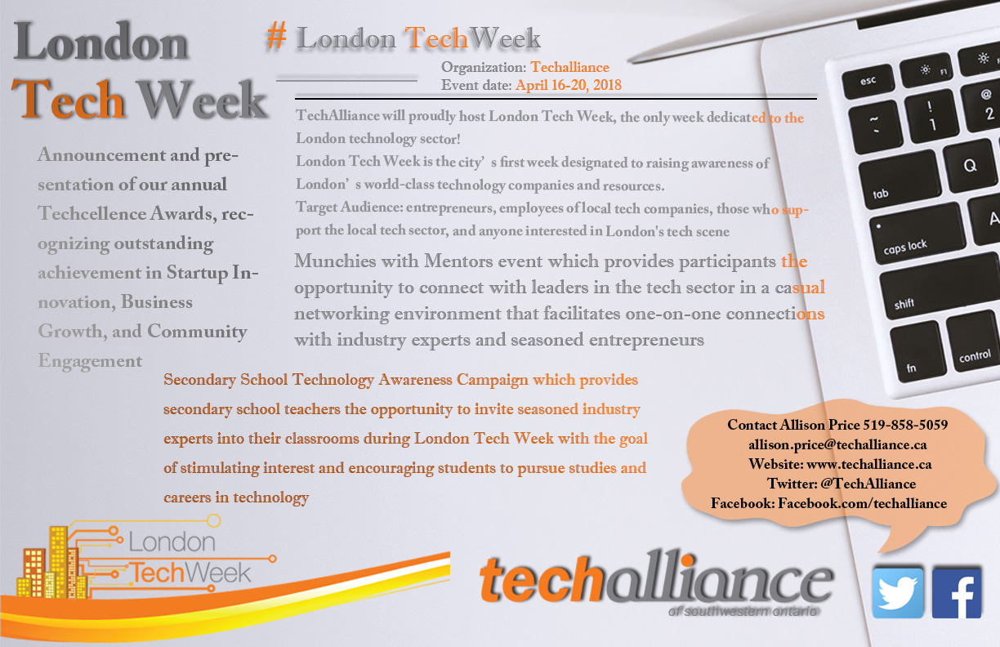 London
Tech Week
# London TechWeek
Organization: Techalliance
Event date: April 16-20, 2018
TechAlliance will proudly host London Tech Week, the only week dedicated to the
London technology sector!
London Tech Week is the city’s first week designated to raising awareness of
London’s world-class technology companies and resources.
Target Audience: entrepreneurs, employees of local tech companies, those who sup-
port the local tech sector, and anyone interested in London's tech scene
Announcement and pre-
sentation of our annual
Techcellence Awards, rec-
ognizing outstanding
achievement in Startup In-
novation, Business
Growth, and Community
Engagement
Munchies with Mentors event which provides participants the
opportunity to connect with leaders in the tech sector in a casual
networking environment that facilitates one-on-one connections
with industry experts and seasoned entrepreneurs
Secondary School Technology Awareness Campaign which provides
secondary school teachers the opportunity to invite seasoned industry
experts into their classrooms during London Tech Week with the goal
of stimulating interest and encouraging students to pursue studies and
careers in technology
Contact Allison Price 519-858-5059
allison.price@techalliance.ca
Website: www.techalliance.ca
Twitter: @TechAlliance
Facebook: Facebook.com/techalliance
London
TechWeek
techalliance
of southwestern ontario
f
esc
F1
~
`
!
1
@
2
tab
Q
caps lock
A
shift
fn
control